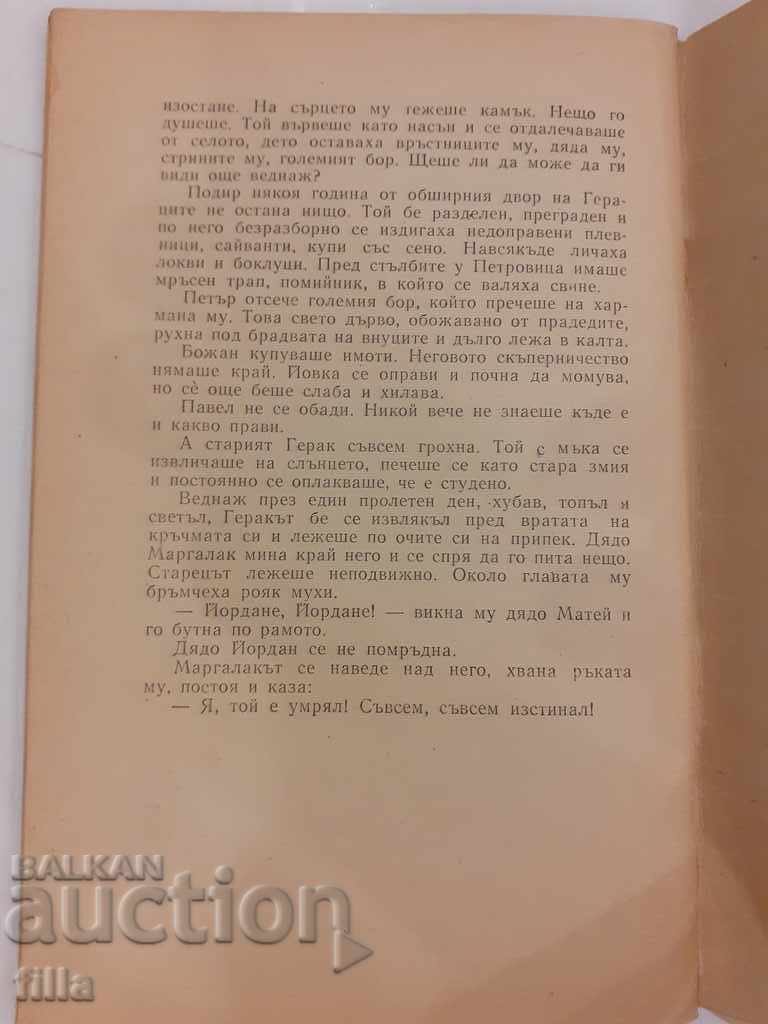 изостане. На сърцето му тежеше камък. Нещо го
душеше. Той вървеше като насън и се отдалечаваше
от селото, дето оставаха връстниците му, дяда му,
стрините му, големият бор. Щеше ли да може да ги
види още веднаж?
Подир някоя година от обширния двор на Гера-
ците не остана нищо. Той бе разделен, преграден и
по него безразборно се издигаха недоправени плев-
ници, сайванти, купи със сено. Навсякъде личаха
локви и боклуци. Пред стълбите у Петровица имаше
мръсен трап, помийник, в който се валяха свине.
Петър отсече големия бор, който пречеше на хар-
мана му. Това свето дърво, обожавано от прадедите,
рухна под брадвата на внуците и дълго лежа в калта.
Божан купуваше имоти. Неговото скъперничество
нямаше край. Йовка се оправи и почна да момува,
но сѐ още беше слаба и хилава.
Павел не се обади. Никой вече не знаеше къде е
и какво прави.
А старият Герак съвсем грохна. Той с мъка се
извличаше на слънцето, печеше се като стара змия
и постоянно се оплакваше, че е студено.
Веднаж през един пролетен ден, хубав, топъл и
светъл, Геракът бе се извлякъл пред вратата на
кръчмата си и лежеше по очите си на припек. Дядо
Маргалак мина край него и се спря да го пита нещо.
Старецът лежеше неподвижно. Около главата му
бръмчеха рояк мухи.
— Йордане, Йордане! — викна му дядо Матей и
го бутна по рамото.
Дядо Йордан се не помръдна.
Маргалакът се наведе над него, хвана ръката
му, постоя и каза:
— Я, той е умрял! Съвсем, съвсем изстинал!
BALKAN
auction
filla